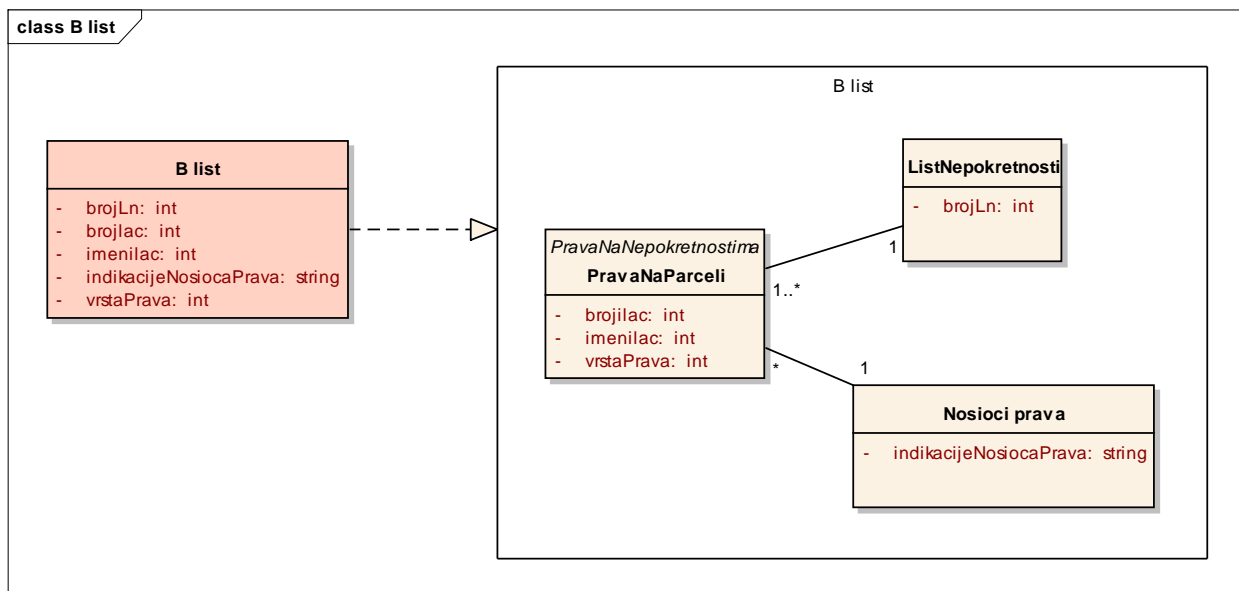 class B list
B list
- brojLn: int
- brojIac: int
- imenilac: int
- indikacijeNosiocaPrava: string
- vrstaPrava: int
B list
PravaNaNepokretnostima
PravaNaParceli
- brojilac: int
- imenilac: int
- vrstaPrava: int
1..*
*
ListNepokretnosti
- brojLn: int
1
1
Nosioci prava
- indikacijeNosiocaPrava: string